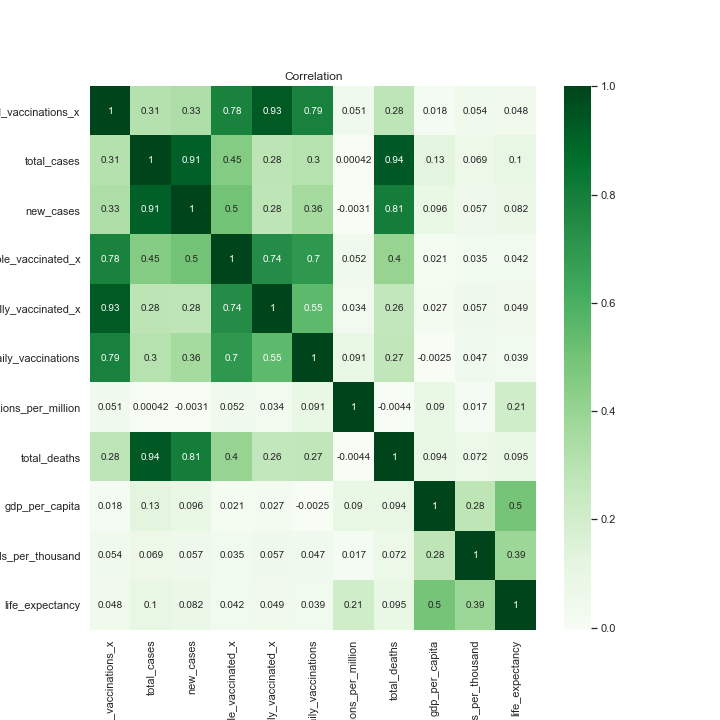 Correlation
l_vaccinations_x 1 0.31 0.33 0.78 0.93 0.79 0.051 0.28 0.018 0.054 0.048 1.0
total_cases 0.31 1 0.91 0.45 0.28 0.3 0.00042 0.94 0.13 0.069 0.1
new_cases 0.33 0.91 1 0.5 0.28 0.36 -0.0031 0.81 0.096 0.057 0.082 0.8
ple_vaccinated_x 0.78 0.45 0.5 1 0.74 0.7 0.052 0.4 0.021 0.035 0.042
lly_vaccinated_x 0.93 0.28 0.28 0.74 1 0.55 0.034 0.26 0.027 0.057 0.049 0.6
aily_vaccinations 0.79 0.3 0.36 0.7 0.55 1 0.091 0.27 -0.0025 0.047 0.039
ions_per_million 0.051 0.00042 -0.0031 0.052 0.034 0.091 1 -0.0044 0.09 0.017 0.21 0.4
total_deaths 0.28 0.94 0.81 0.4 0.26 0.27 -0.0044 1 0.094 0.072 0.095
gdp_per_capita 0.018 0.13 0.096 0.021 0.027 -0.0025 0.09 0.094 1 0.28 0.5 0.2
ds_per_thousand 0.054 0.069 0.057 0.035 0.057 0.047 0.017 0.072 0.28 1 0.39
life_expectancy 0.048 0.1 0.082 0.042 0.049 0.039 0.21 0.095 0.5 0.39 1 0.0
_vaccinations_x
total_cases
new_cases
le_vaccinated_x
ly_vaccinated_x
aily_vaccinations
ons_per_million
total_deaths
gdp_per_capita
s_per_thousand
life_expectancy